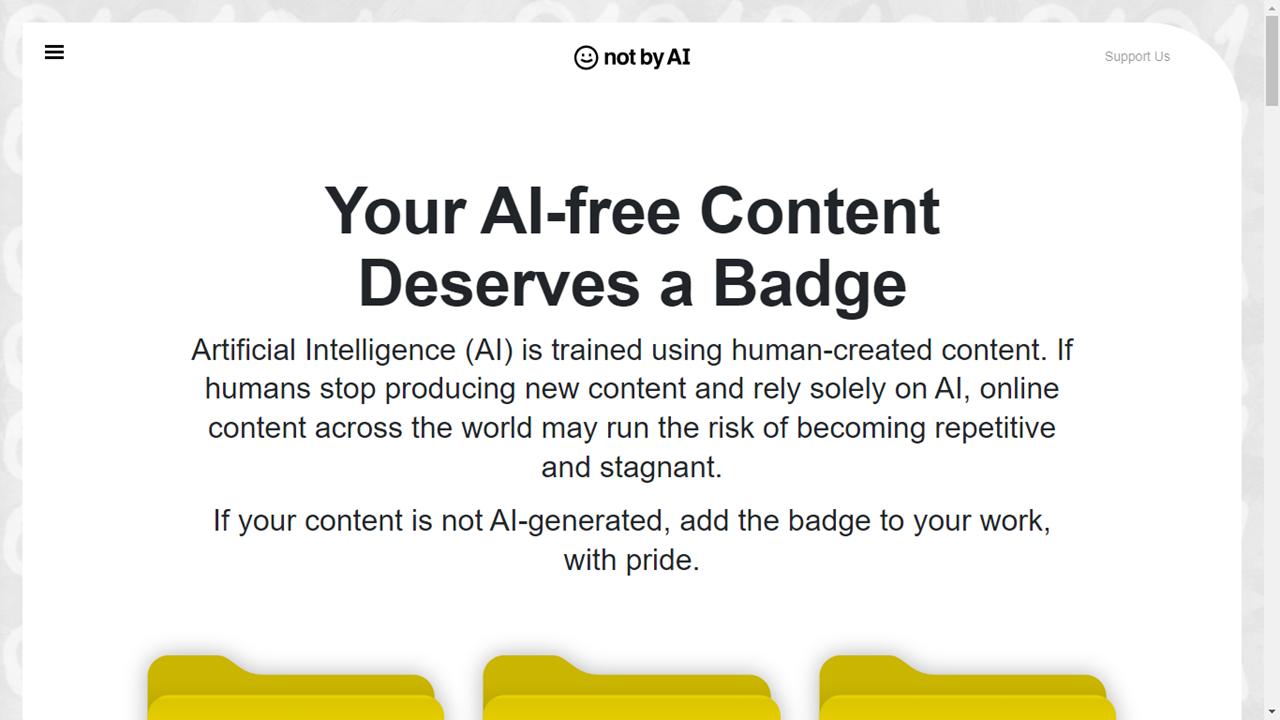 not by AI
Support Us
Your AI-free Content
Deserves a Badge
Artificial Intelligence (AI) is trained using human-created content. If
humans stop producing new content and rely solely on AI, online
content across the world may run the risk of becoming repetitive
and stagnant.
If your content is not AI-generated, add the badge to your work,
with pride.